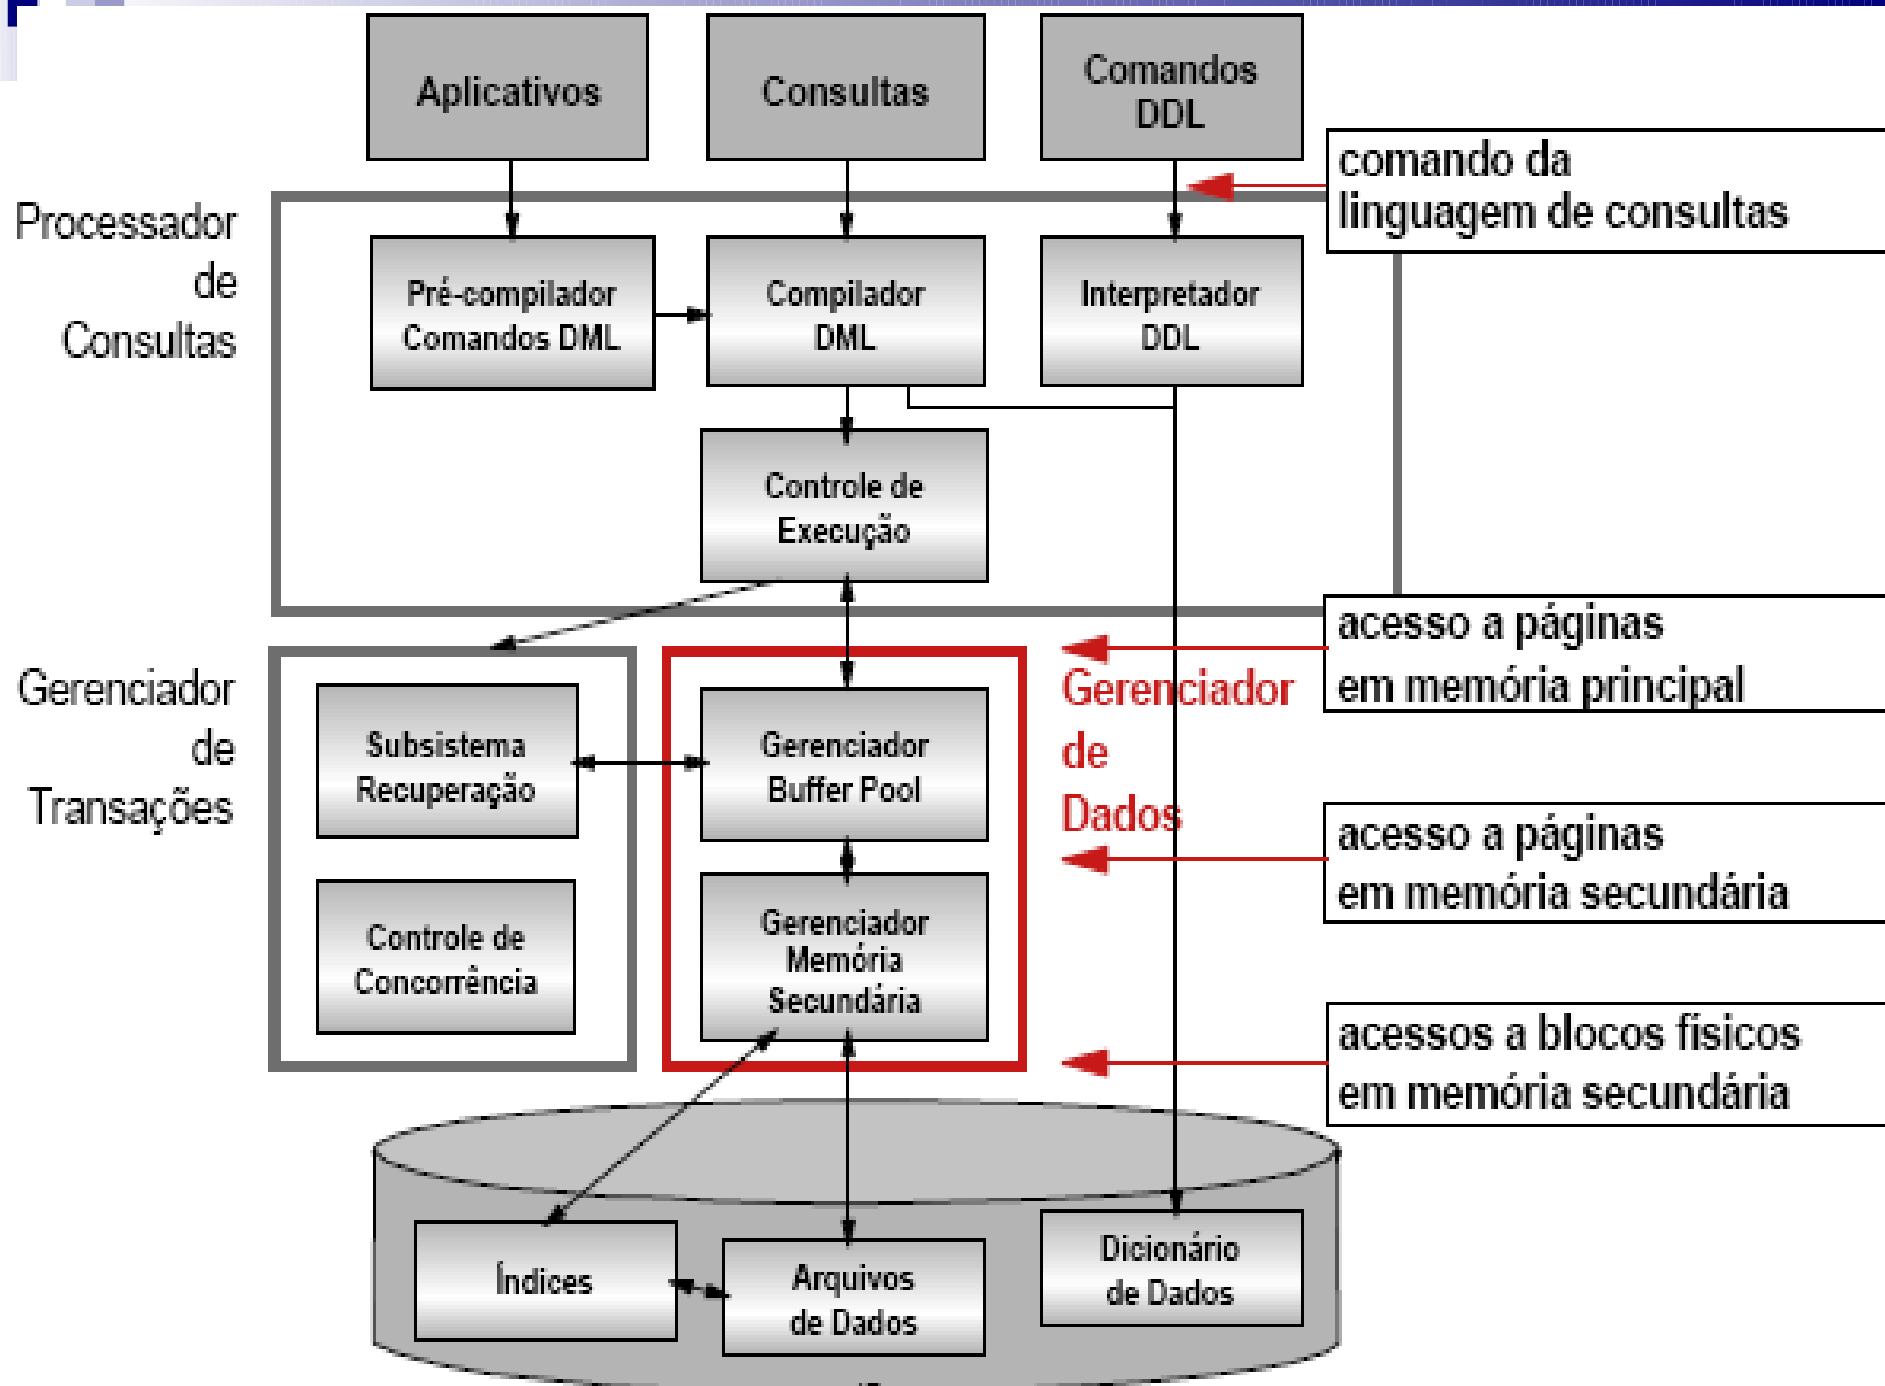 Aplicativos
Consultas
Comandos
DDL
comando da
linguagem de consultas
Processador
de
Consultas
Pré-compilador
Comandos DML
Compilador
DML
Interpretador
DDL
Controle de
Execução
acesso a páginas
em memória principal
Gerenciador
de
Transações
Subsistema
Recuperação
Gerenciador
Buffer Pool
Gerenciador
de
Dados
acesso a páginas
em memória secundária
Controle de
Concorrência
Gerenciador
Memória
Secundária
acessos a blocos físicos
em memória secundária
Índices
Arquivos
de Dados
Dicionário
de Dados